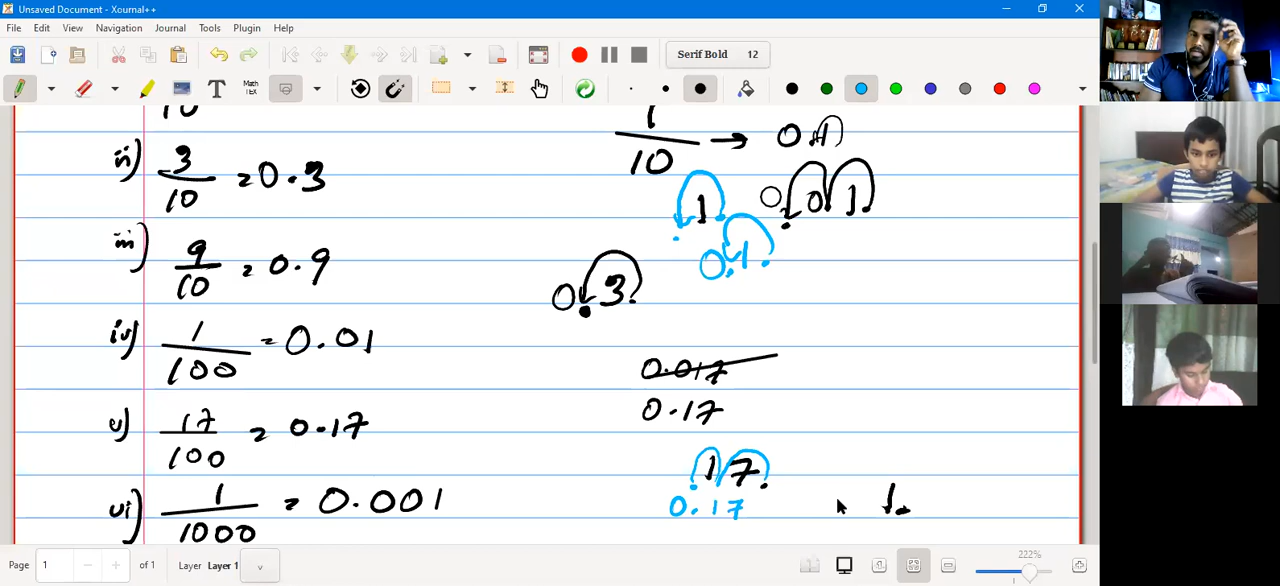 Unsaved Document - Xournal++
File Edit View Navigation Journal Tools Plugin Help
Serif Bold 12
T Math TEX
10
ii) 3/10 = 0.3
iii) 9/10 = 0.9
iv) 1/100 = 0.01
v) 17/100 = 0.17
vi) 1/1000 = 0.001
1/10 → 0.1
1
0.01
0.1
0.3
0.017
0.17
17
0.17
1.
Page 1 of 1 Layer Layer 1 222%